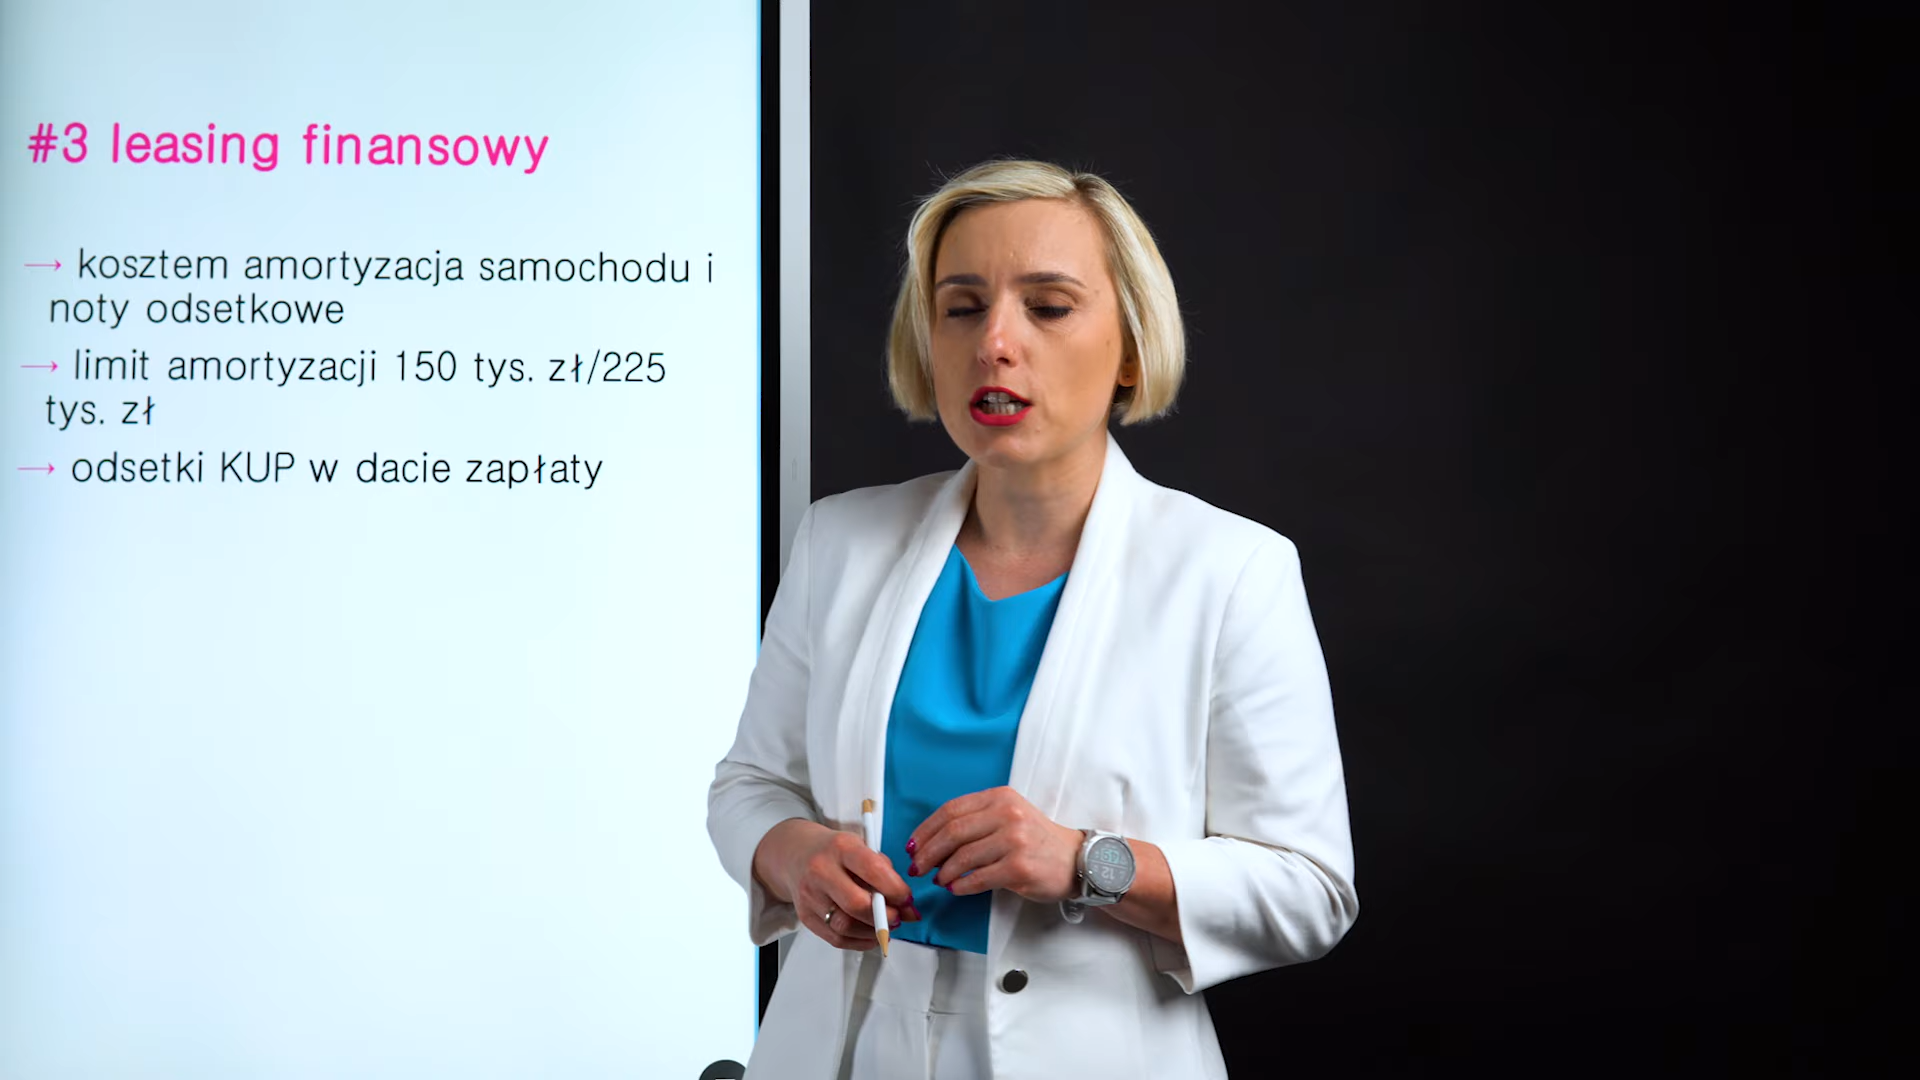 #3 leasing finansowy
→ kosztem amortyzacja samochodu i
noty odsetkowe
→ limit amortyzacji 150 tys. zł/225
tys. zł
→ odsetki KUP w dacie zapłaty